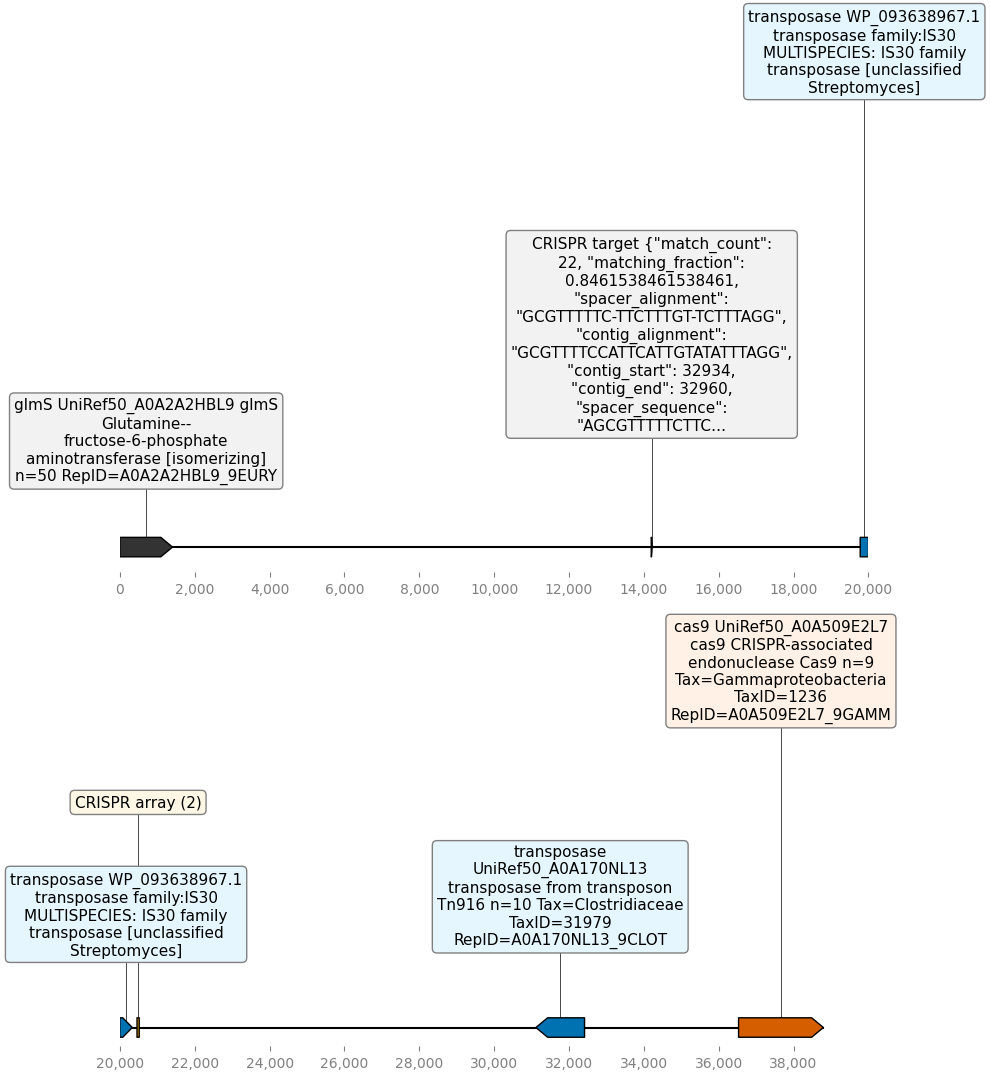 transposase WP_093638967.1
transposase family:IS30
MULTISPECIES: IS30 family
transposase [unclassified
Streptomyces]
CRISPR target {"match_count":
22, "matching_fraction":
0.8461538461538461,
"spacer_alignment":
"GCGTTTTTC-TTCTTTGT-TCTTTAGG",
"contig_alignment":
"GCGTTTTCCATTCATTGTATATTTAGG",
"contig_start": 32934,
"contig_end": 32960,
"spacer_sequence":
"AGCGTTTTTCTTC...
glmS UniRef50_A0A2A2HBL9 glmS
Glutamine--
fructose-6-phosphate
aminotransferase [isomerizing]
n=50 RepID=A0A2A2HBL9_9EURY
0 2,000 4,000 6,000 8,000 10,000 12,000 14,000 16,000 18,000 20,000
cas9 UniRef50_A0A509E2L7
cas9 CRISPR-associated
endonuclease Cas9 n=9
Tax=Gammaproteobacteria
TaxID=1236
RepID=A0A509E2L7_9GAMM
CRISPR array (2)
transposase WP_093638967.1
transposase family:IS30
MULTISPECIES: IS30 family
transposase [unclassified
Streptomyces]
transposase
UniRef50_A0A170NL13
transposase from transposon
Tn916 n=10 Tax=Clostridiaceae
TaxID=31979
RepID=A0A170NL13_9CLOT
20,000 22,000 24,000 26,000 28,000 30,000 32,000 34,000 36,000 38,000